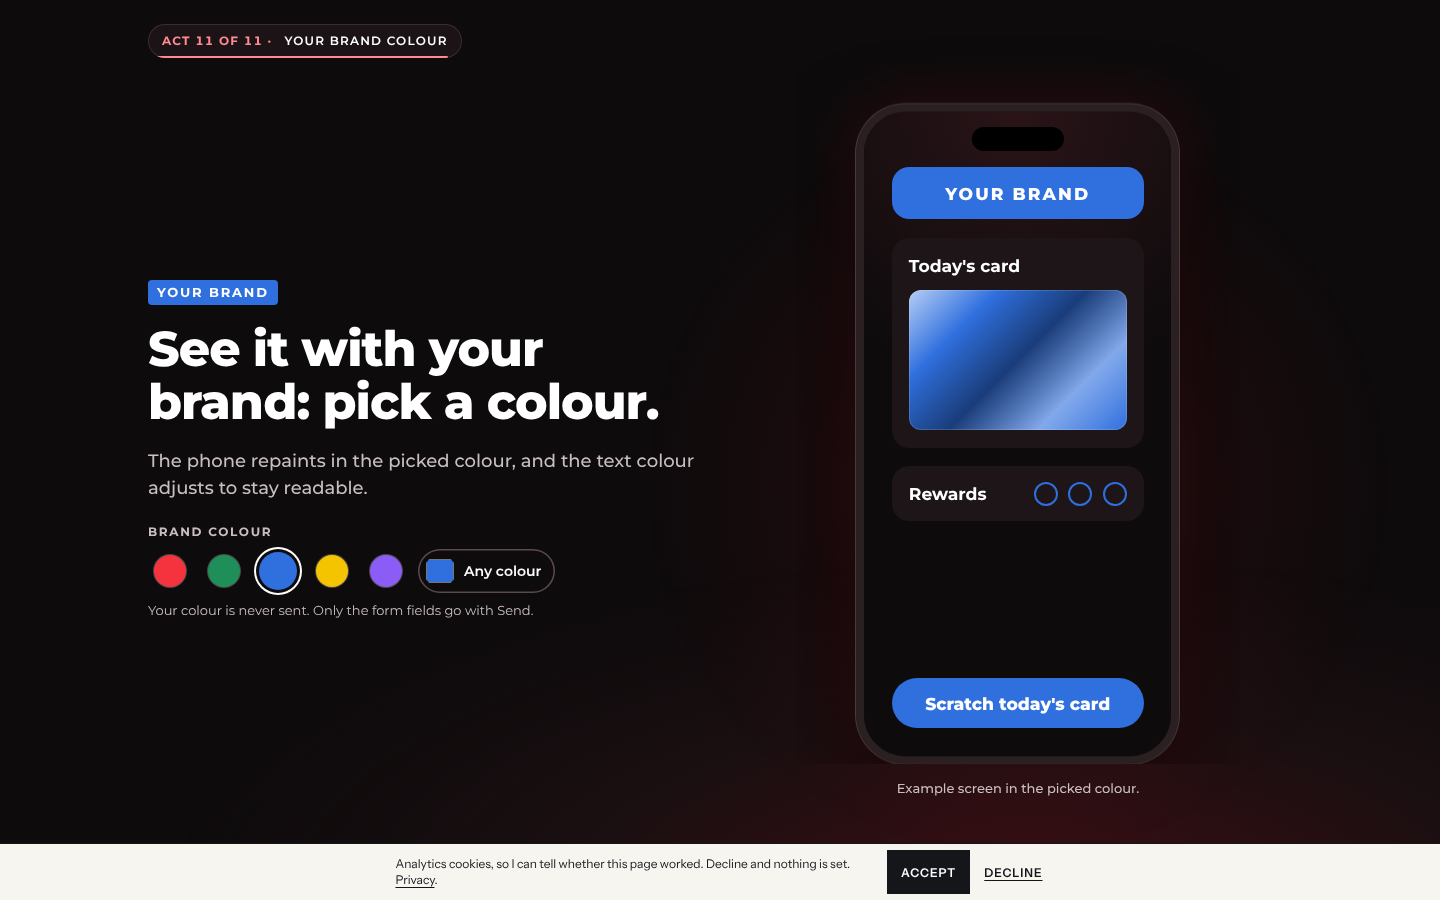 ACT 11 OF 11 · YOUR BRAND COLOUR
YOUR BRAND
See it with your
brand: pick a colour.
The phone repaints in the picked colour, and the text colour
adjusts to stay readable.
BRAND COLOUR
Any colour
Your colour is never sent. Only the form fields go with Send.
YOUR BRAND
Today's card
Rewards
Scratch today's card
Example screen in the picked colour.
Analytics cookies, so I can tell whether this page worked. Decline and nothing is set.
Privacy.
ACCEPT
DECLINE